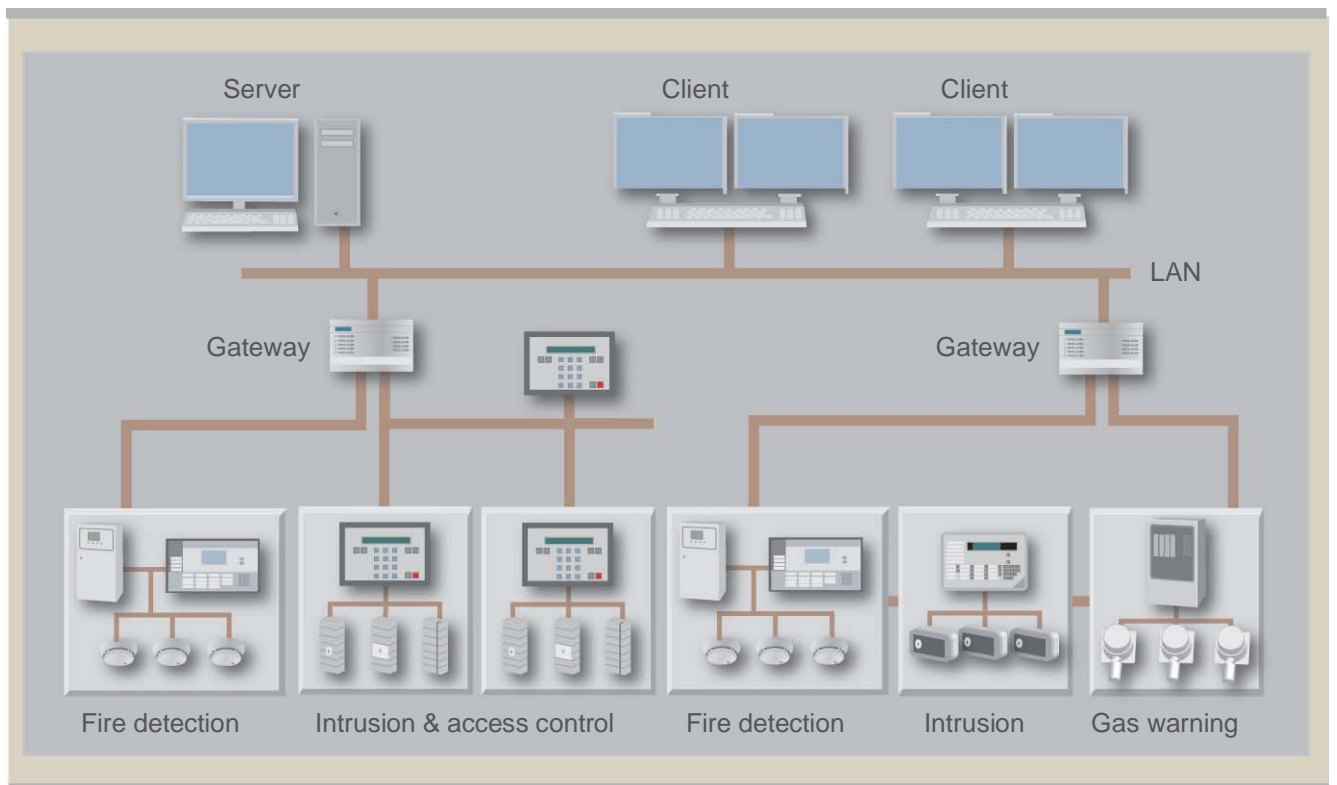 Server
Client
Client
LAN
Gateway
Gateway
Fire detection
Intrusion & access control
Fire detection
Intrusion
Gas warning